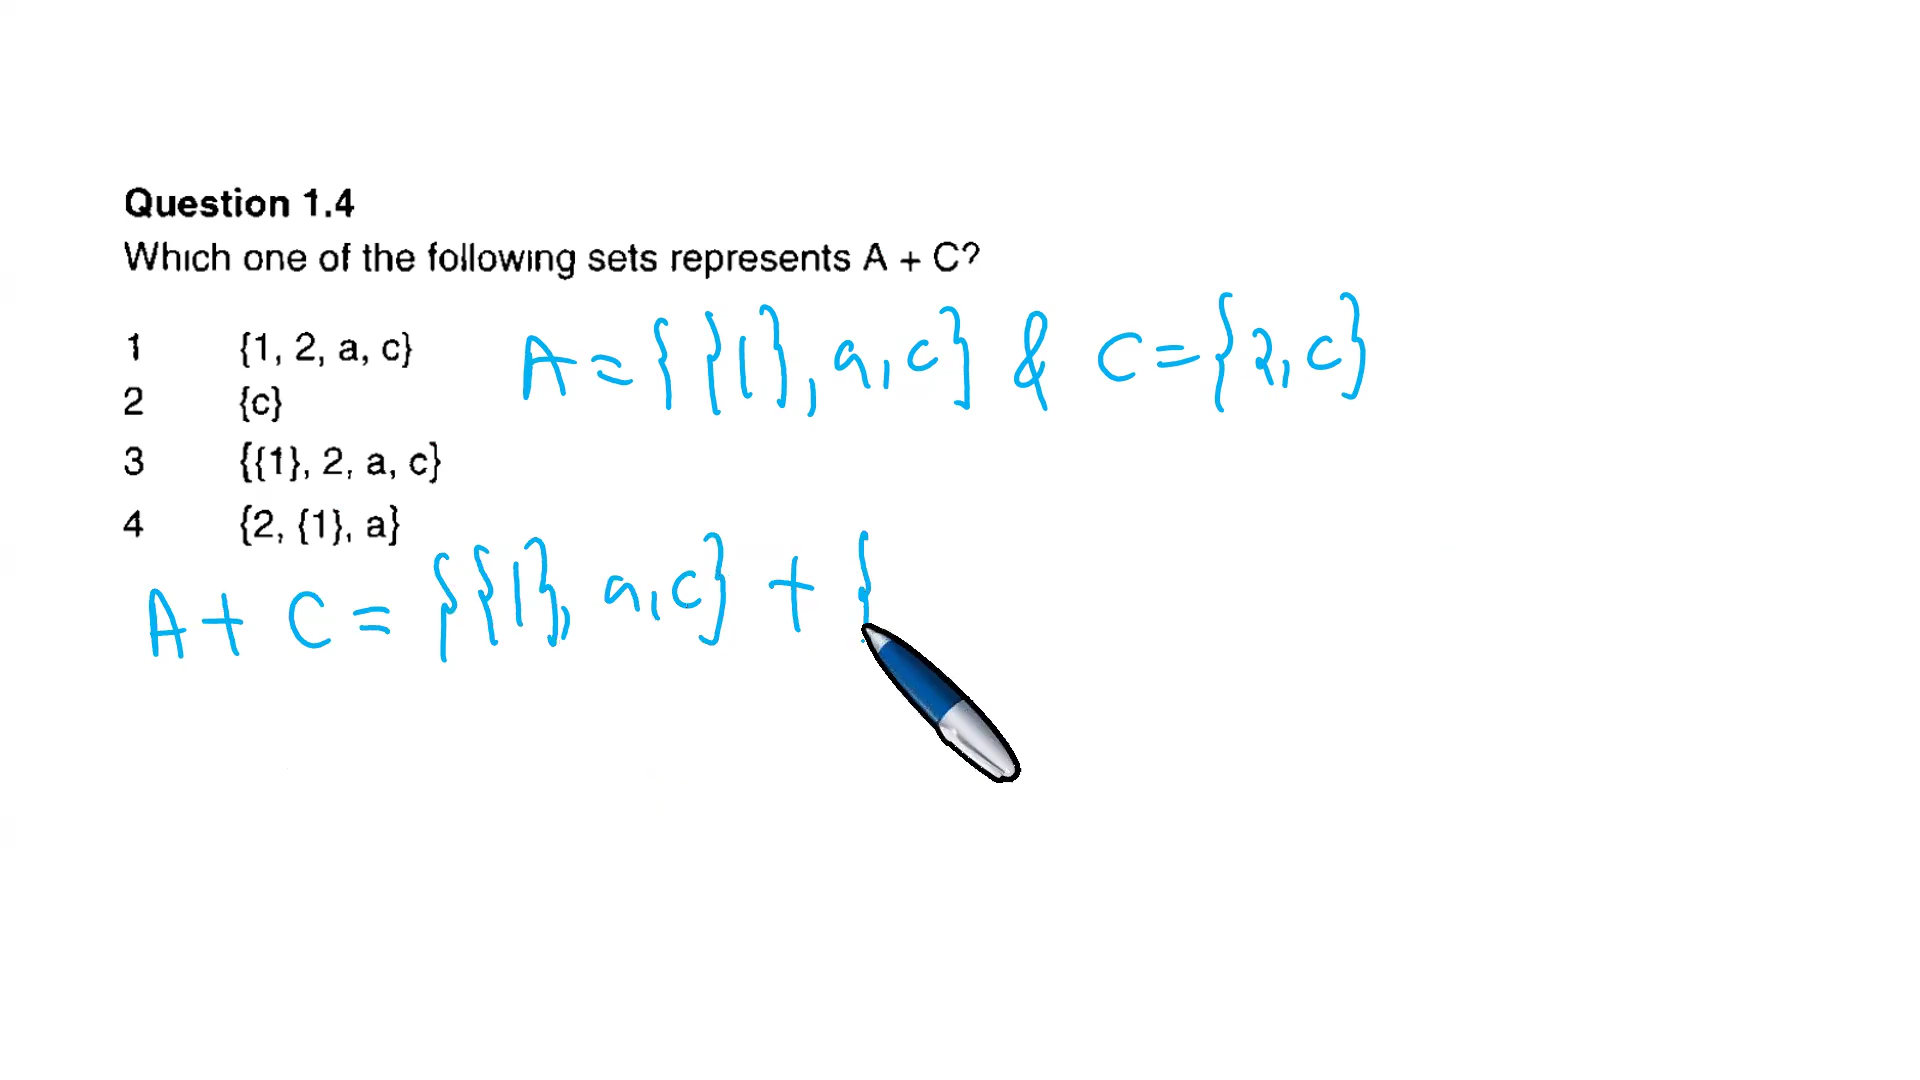 Question 1.4
Which one of the following sets represents A + C?
1 {1, 2, a, c}
A = {{1}, a, c} & C = {2, c}
2 {c}
3 {{1}, 2, a, c}
4 {2, {1}, a}
A + C = {{1}, a, c} + {